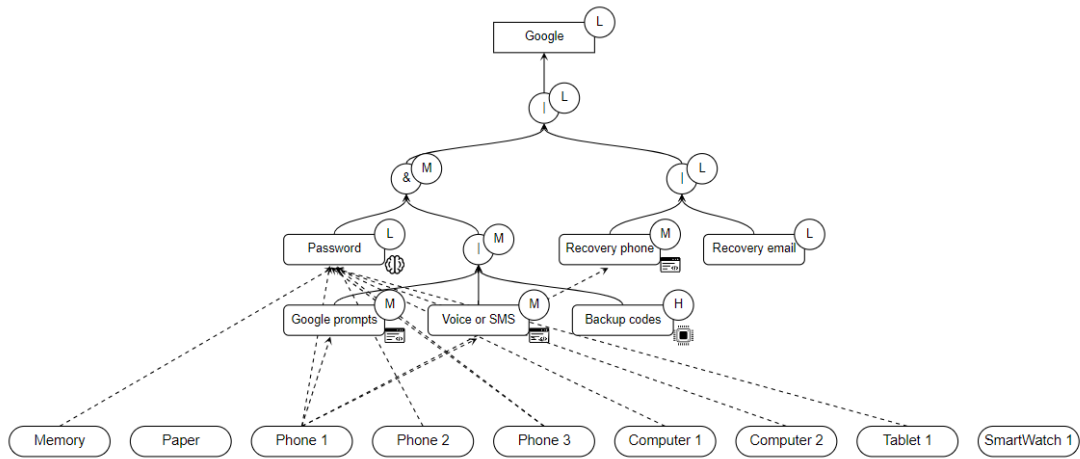 Google
L
| L
& M
| L
Password L
| M
Recovery phone M
Recovery email L
Google prompts M
Voice or SMS M
Backup codes H
Memory
Paper
Phone 1
Phone 2
Phone 3
Computer 1
Computer 2
Tablet 1
SmartWatch 1